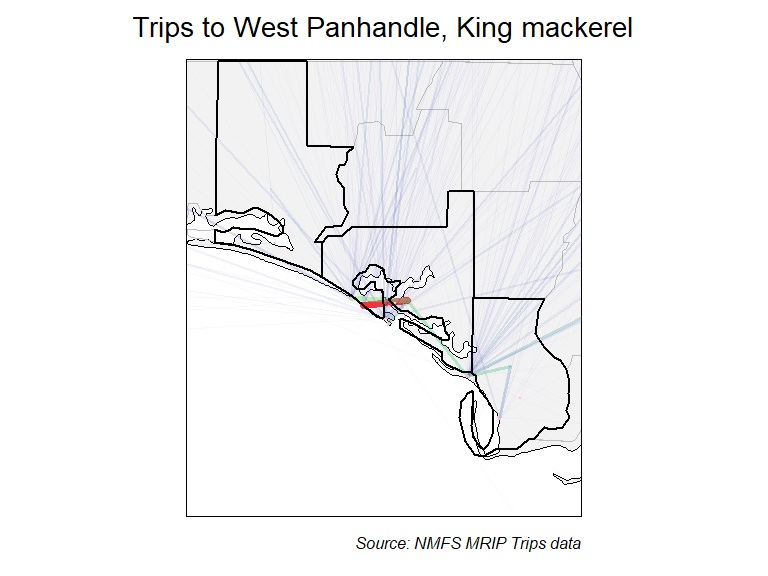 Trips to West Panhandle, King mackerel
Source: NMFS MRIP Trips data